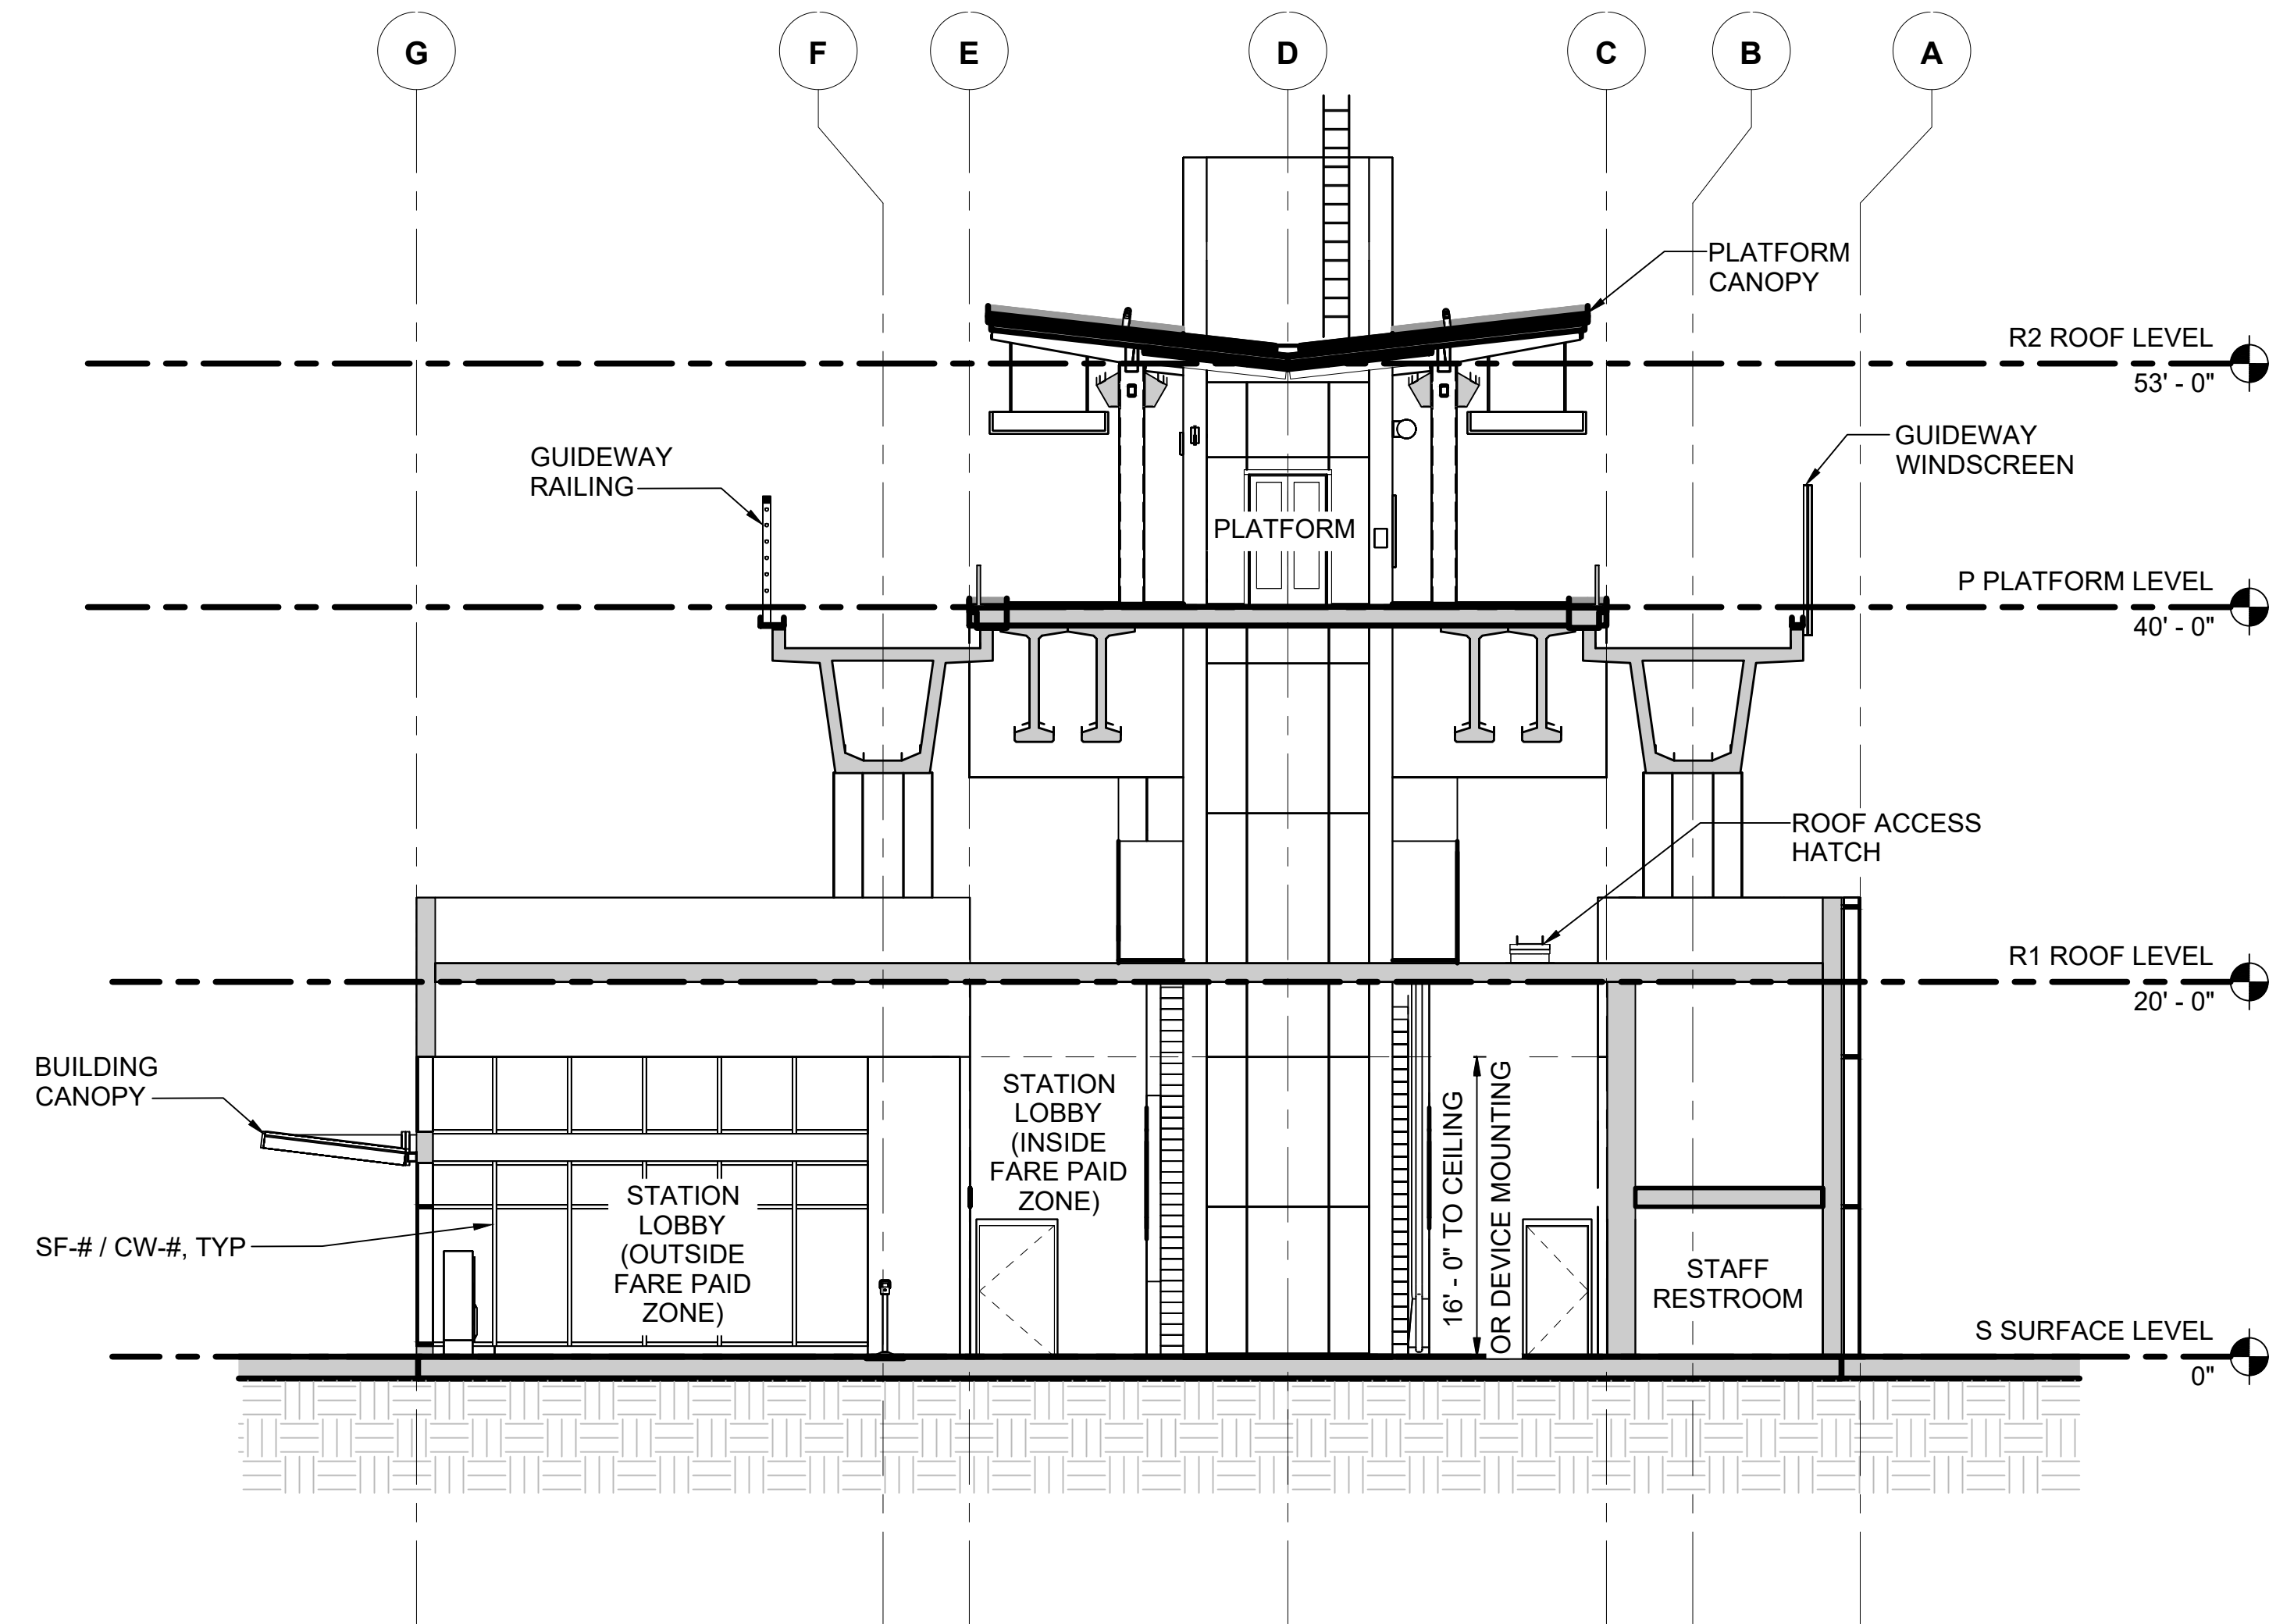 G
F
E
D
C
B
A
PLATFORM
CANOPY
R2 ROOF LEVEL
53' - 0"
GUIDEWAY
RAILING
GUIDEWAY
WINDSCREEN
PLATFORM
P PLATFORM LEVEL
40' - 0"
ROOF ACCESS
HATCH
R1 ROOF LEVEL
20' - 0"
BUILDING
CANOPY
STATION
LOBBY
(INSIDE
FARE PAID
ZONE)
16' - 0" TO CEILING
OR DEVICE MOUNTING
SF-# / CW-#, TYP
STATION
LOBBY
(OUTSIDE
FARE PAID
ZONE)
STAFF
RESTROOM
S SURFACE LEVEL
0"